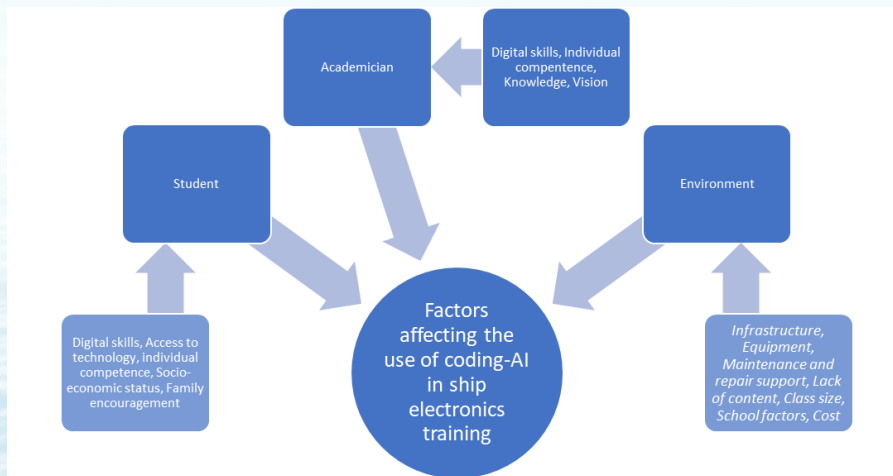 Academician
Digital skills, Individual
compentence,
Knowledge, Vision
Student
Environment
Digital skills, Access to
technology, individual
competence, Socio-
economic status, Family
encouragement
Factors
affecting the
use of coding-AI
in ship
electronics
training
Infrastructure,
Equipment,
Maintenance and
repair support, Lack
of content, Class size,
School factors, Cost